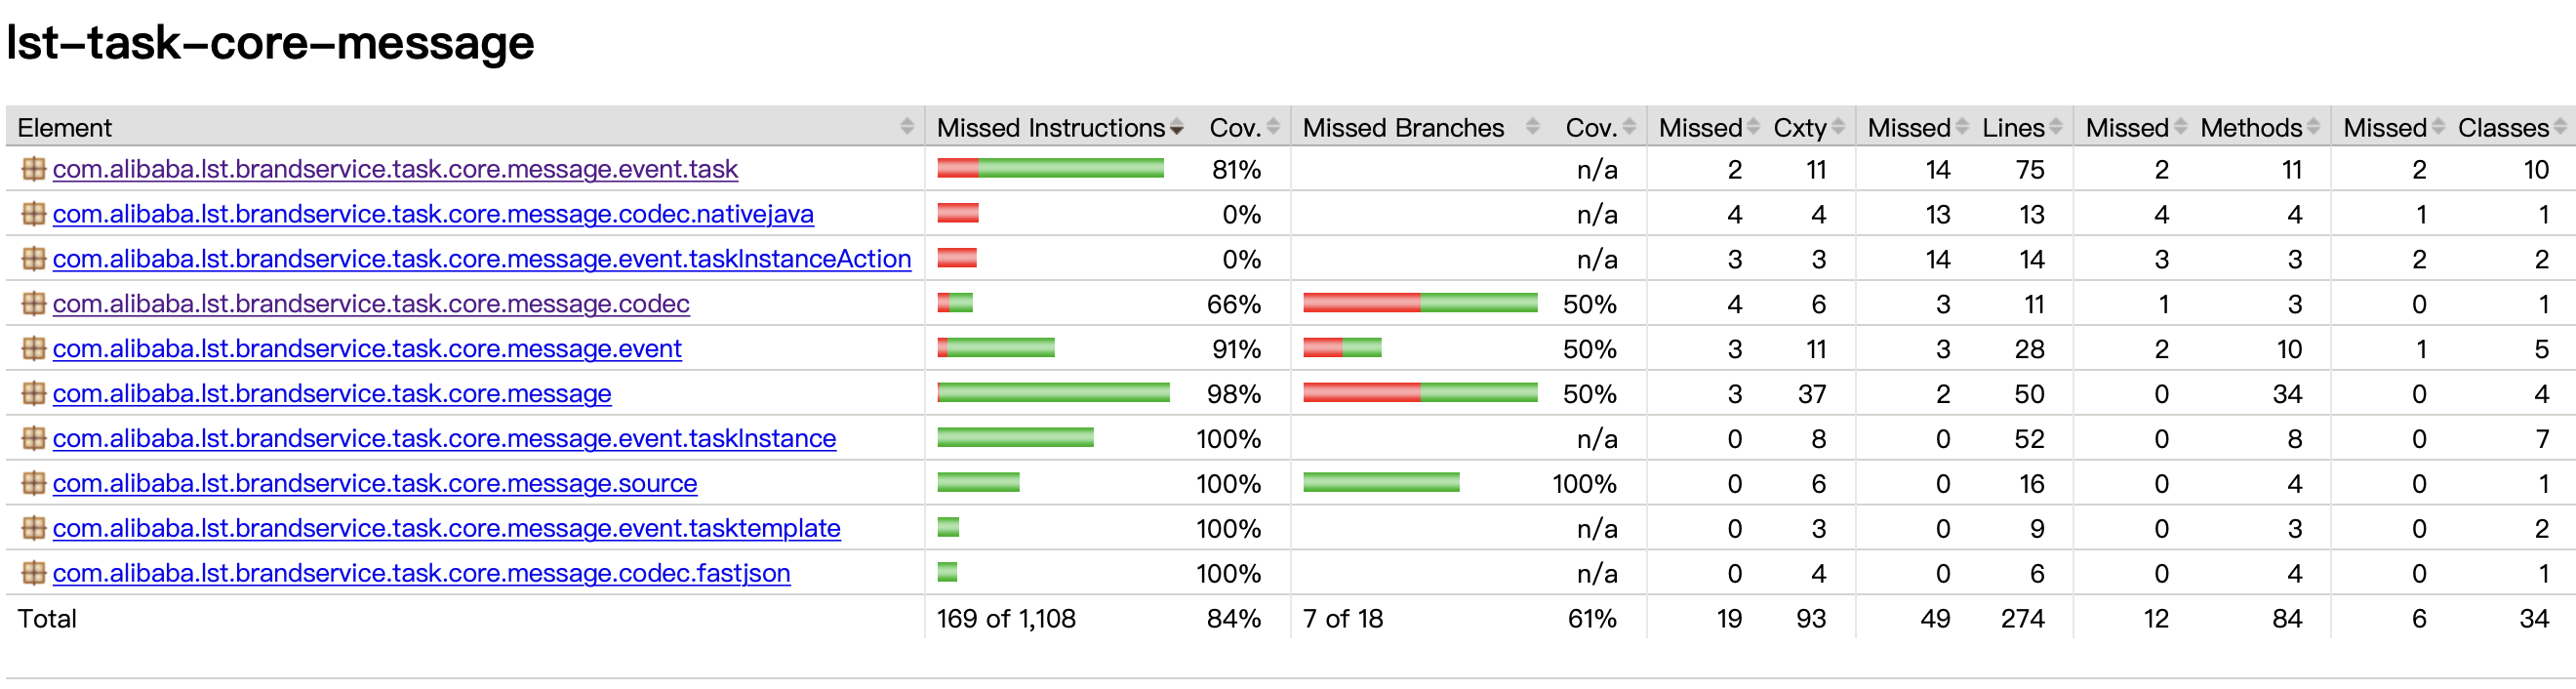 lst-task-core-message
Element Missed Instructions Cov. Missed Branches Cov. Missed Cxty Missed Lines Missed Methods Missed Classes
com.alibaba.lst.brandservice.task.core.message.event.task 81% n/a 2 11 14 75 2 11 2 10
com.alibaba.lst.brandservice.task.core.message.codec.nativejava 0% n/a 4 4 13 13 4 4 1 1
com.alibaba.lst.brandservice.task.core.message.event.taskInstanceAction 0% n/a 3 3 14 14 3 3 2 2
com.alibaba.lst.brandservice.task.core.message.codec 66% 50% 4 6 3 11 1 3 0 1
com.alibaba.lst.brandservice.task.core.message.event 91% 50% 3 11 3 28 2 10 1 5
com.alibaba.lst.brandservice.task.core.message 98% 50% 3 37 2 50 0 34 0 4
com.alibaba.lst.brandservice.task.core.message.event.taskInstance 100% n/a 0 8 0 52 0 8 0 7
com.alibaba.lst.brandservice.task.core.message.source 100% 100% 0 6 0 16 0 4 0 1
com.alibaba.lst.brandservice.task.core.message.event.tasktemplate 100% n/a 0 3 0 9 0 3 0 2
com.alibaba.lst.brandservice.task.core.message.codec.fastjson 100% n/a 0 4 0 6 0 4 0 1
Total 169 of 1,108 84% 7 of 18 61% 19 93 49 274 12 84 6 34